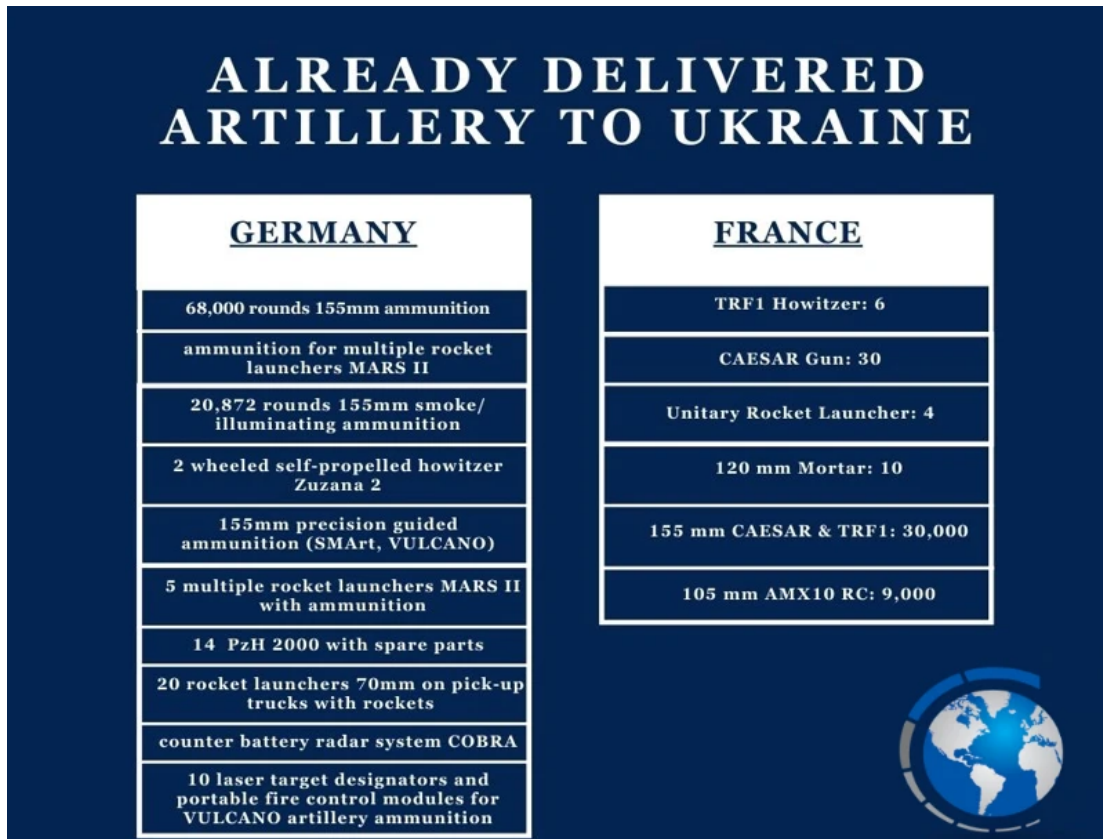 ALREADY DELIVERED
ARTILLERY TO UKRAINE
GERMANY
68,000 rounds 155mm ammunition
ammunition for multiple rocket
launchers MARS II
20,872 rounds 155mm smoke/
illuminating ammunition
2 wheeled self-propelled howitzer
Zuzana 2
155mm precision guided
ammunition (SMArt, VULCANO)
5 multiple rocket launchers MARS II
with ammunition
14 PzH 2000 with spare parts
20 rocket launchers 70mm on pick-up
trucks with rockets
counter battery radar system COBRA
10 laser target designators and
portable fire control modules for
VULCANO artillery ammunition
FRANCE
TRF1 Howitzer: 6
CAESAR Gun: 30
Unitary Rocket Launcher: 4
120 mm Mortar: 10
155 mm CAESAR & TRF1: 30,000
105 mm AMX10 RC: 9,000